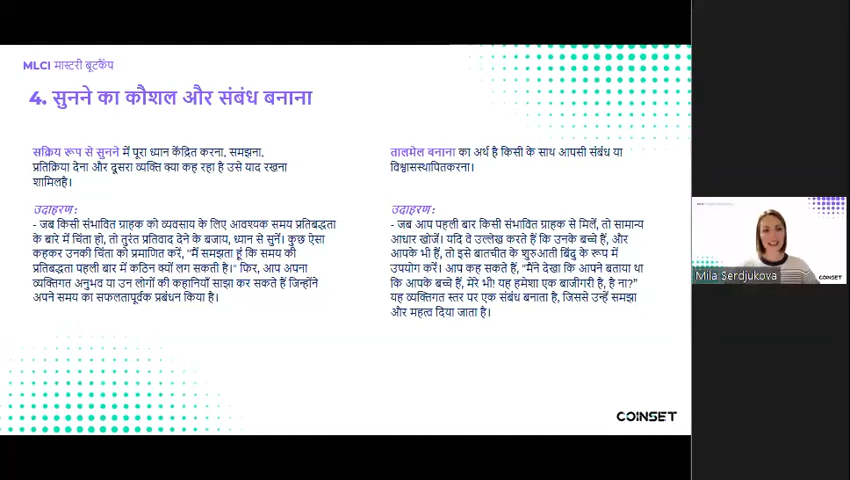 MLCI मास्टरी बूटकैंप
4. सुनने का कौशल और संबंध बनाना
सक्रिय रूप से सुनने में पूरा ध्यान केंद्रित करना, समझना,
प्रतिक्रिया देना और दूसरा व्यक्ति क्या कह रहा है उसे याद रखना
शामिलहै।
उदाहरण:
- जब किसी संभावित ग्राहक को व्यवसाय के लिए आवश्यक समय प्रतिबद्धता
के बारे में चिंता हो, तो तुरंत प्रतिवाद देने के बजाय, ध्यान से सुनें। कुछ ऐसा
कहकर उनकी चिंता को प्रमाणित करें, "मैं समझता हूं कि समय की
प्रतिबद्धता पहली बार में कठिन क्यों लग सकती है।" फिर, आप अपना
व्यक्तिगत अनुभव या उन लोगों की कहानियाँ साझा कर सकते हैं जिन्होंने
अपने समय का सफलतापूर्वक प्रबंधन किया है।
तालमेल बनाना का अर्थ है किसी के साथ आपसी संबंध या
विश्वासस्थापितकरना।
उदाहरण:
- जब आप पहली बार किसी संभावित ग्राहक से मिलें, तो सामान्य
आधार खोजें। यदि वे उल्लेख करते हैं कि उनके बच्चे हैं, और
आपके भी हैं, तो इसे बातचीत के शुरुआती बिंदु के रूप में
उपयोग करें। आप कह सकते हैं, "मैंने देखा कि आपने बताया था
कि आपके बच्चे हैं, मेरे भी! यह हमेशा एक बाजीगरी है, है ना?"
यह व्यक्तिगत स्तर पर एक संबंध बनाता है, जिससे उन्हें समझा
और महत्व दिया जाता है।
COINSET
COINSET
Mila Serdjukova